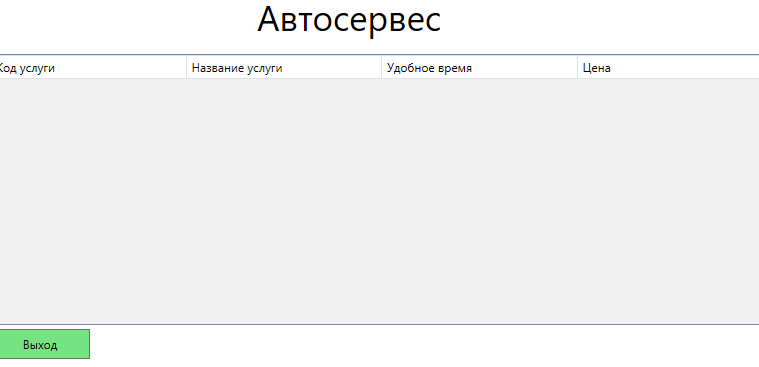 Автосервес
Код услуги Название услуги Удобное время Цена
Выход